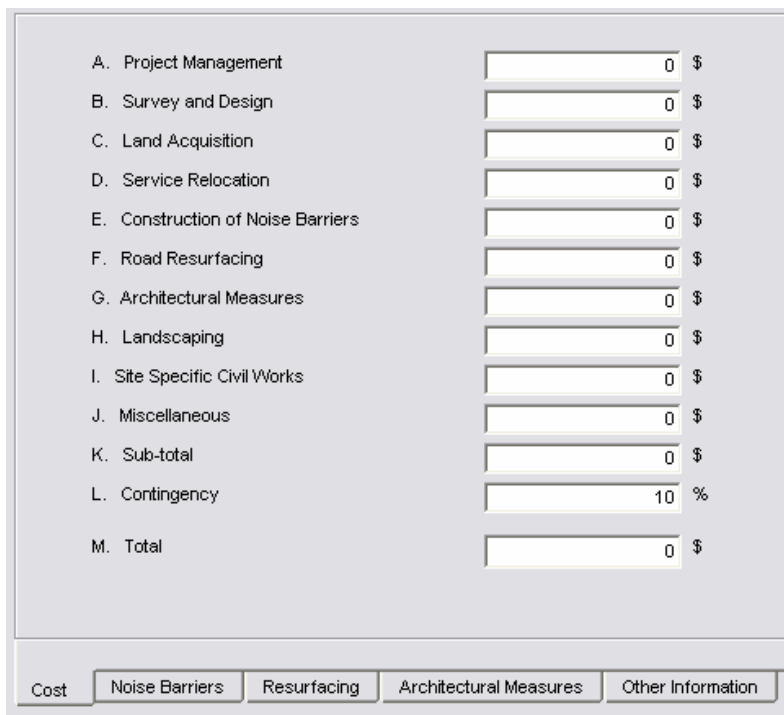 A. Project Management 0 $
B. Survey and Design 0 $
C. Land Acquisition 0 $
D. Service Relocation 0 $
E. Construction of Noise Barriers 0 $
F. Road Resurfacing 0 $
G. Architectural Measures 0 $
H. Landscaping 0 $
I. Site Specific Civil Works 0 $
J. Miscellaneous 0 $
K. Sub-total 0 $
L. Contingency 10 %
M. Total 0 $
Cost Noise Barriers Resurfacing Architectural Measures Other Information